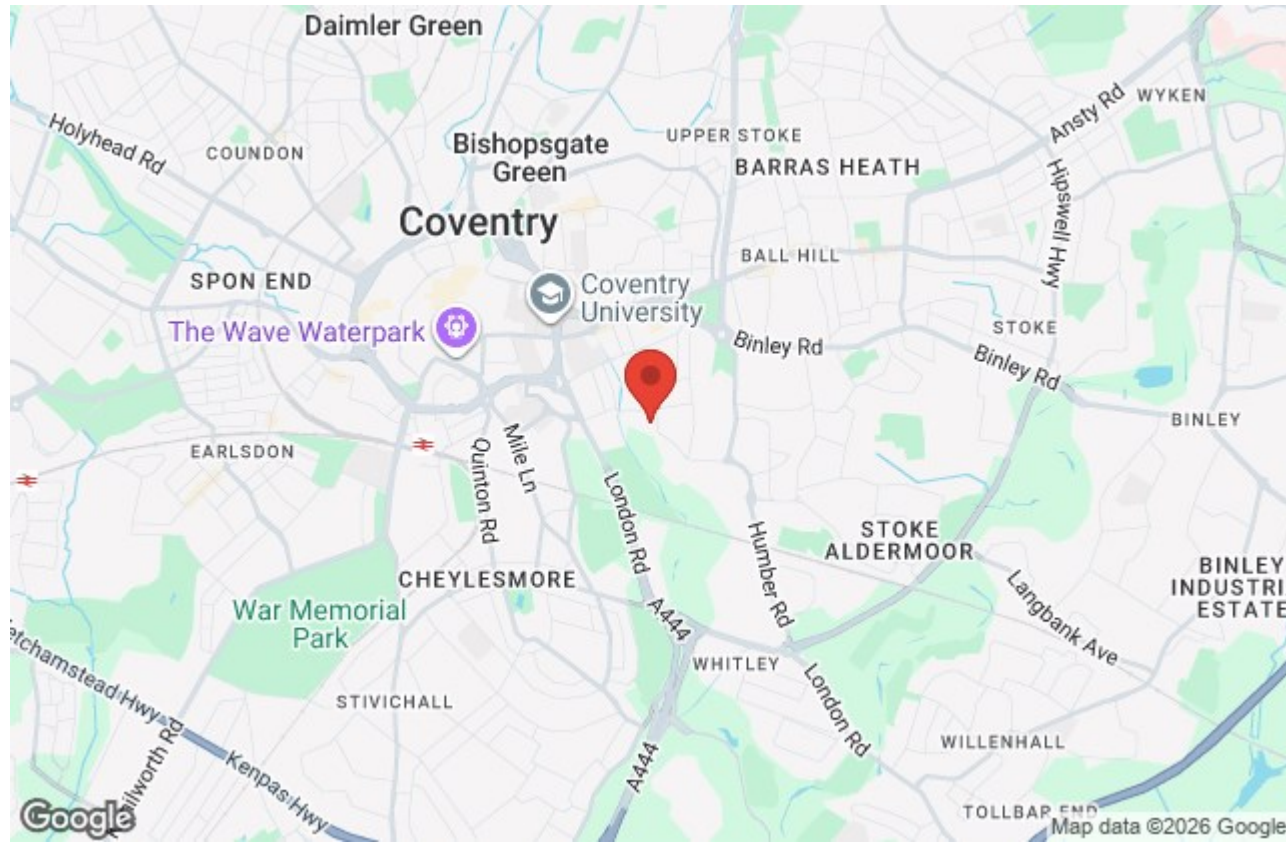 Daimler Green
WYKEN
Ansty Rd
Holyhead Rd
COUNDON
Bishopsgate
Green
UPPER STOKE
BARRAS HEATH
Hipswell Hwy
Coventry
BALL HILL
SPON END
Coventry
University
The Wave Waterpark
STOKE
Binley Rd
Binley Rd
BINLEY
EARLSDON
Mile Ln
Quinton Rd
London Rd
STOKE
ALDERMOOR
Humber Rd
CHEYLESMORE
BINLEY
INDUSTRI
ESTATE
Langbank Ave
War Memorial
Park
A444
etchamstead Hwy
WHITLEY
London Rd
STIVICHALL
WILLENHALL
Kenpas Hwy
A444
TOLLBAR END
Google
Map data ©2026 Google